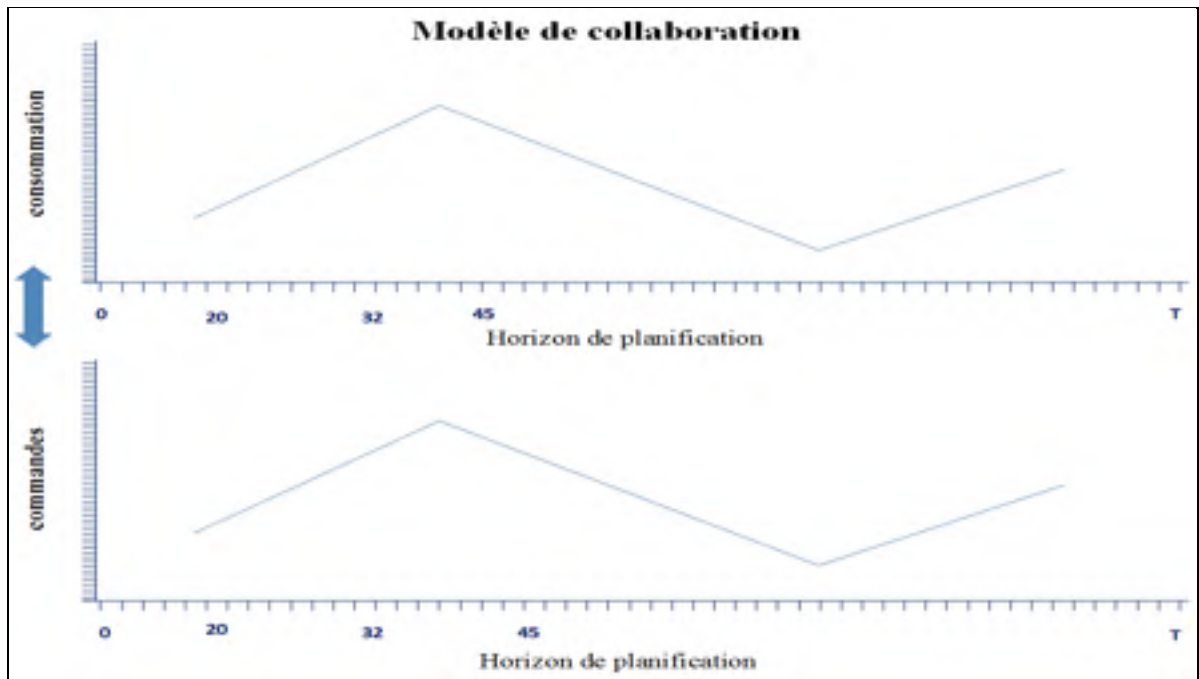 Modèle de collaboration
consommation
0 20 32 45 T
Horizon de planification
commandes
0 20 32 45 T
Horizon de planification